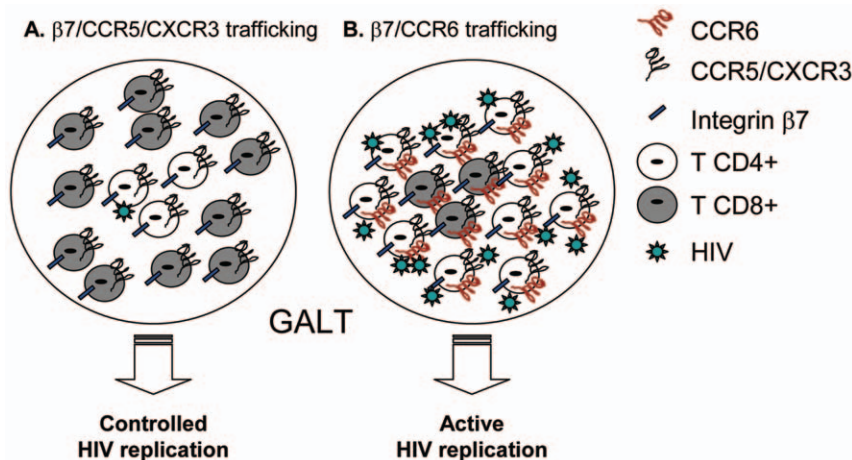 A. β7/CCR5/CXCR3 trafficking
B. β7/CCR6 trafficking
CCR6
CCR5/CXCR3
Integrin β7
T CD4+
T CD8+
HIV
GALT
Controlled
HIV replication
Active
HIV replication